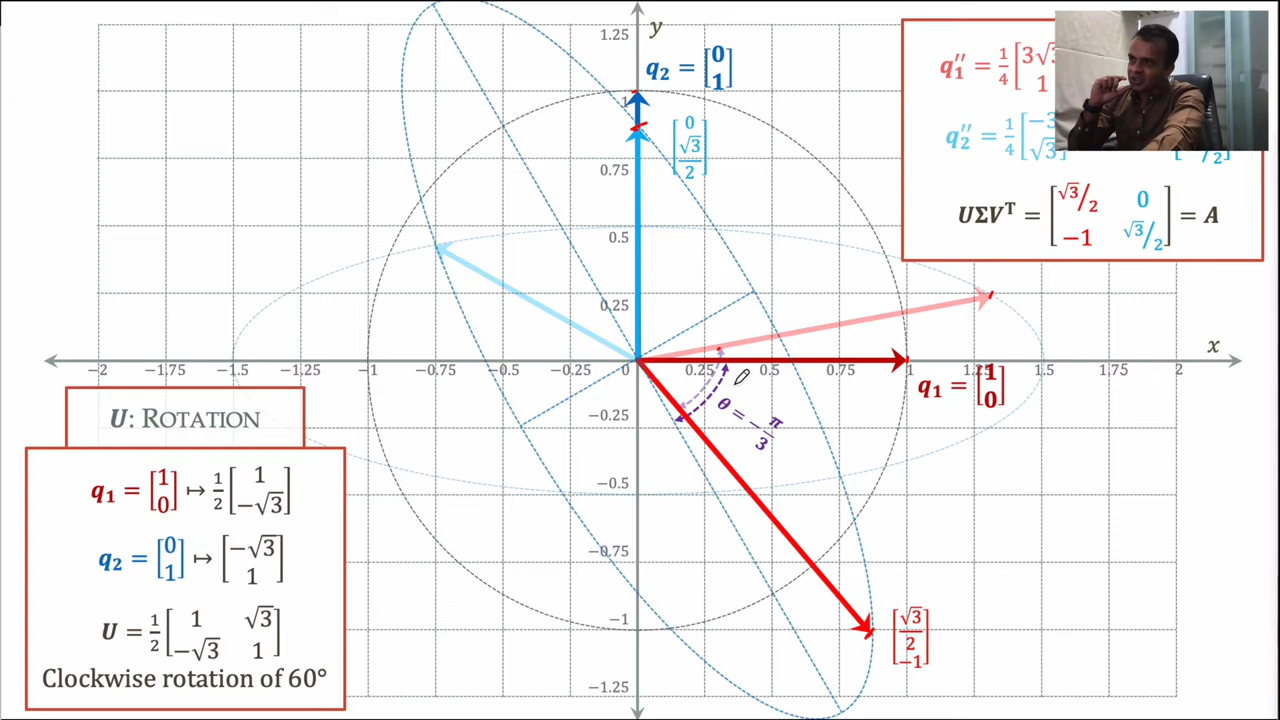 y
1.25
1
0.75
0.5
0.25
0
−0.25
−0.5
−0.75
−1
−1.25
x
−2 −1.75 −1.5 −1.25 −1 −0.75 −0.5 −0.25 0.25 0.5 0.75 1 1.25 1.5 1.75 2
q₂ = [0; 1]
[0; √3/2]
q₁ = [1; 0]
θ = −π/3
[√3/2; −1]
q₁′′ = 1/4 [3√3; 1]
q₂′′ = 1/4 [−3; √3]
UΣVᵀ = [√3/2 0; −1 √3/2] = A
U: ROTATION
q₁ = [1; 0] ↦ 1/2 [1; −√3]
q₂ = [0; 1] ↦ [−√3; 1]
U = 1/2 [1 √3; −√3 1]
Clockwise rotation of 60°